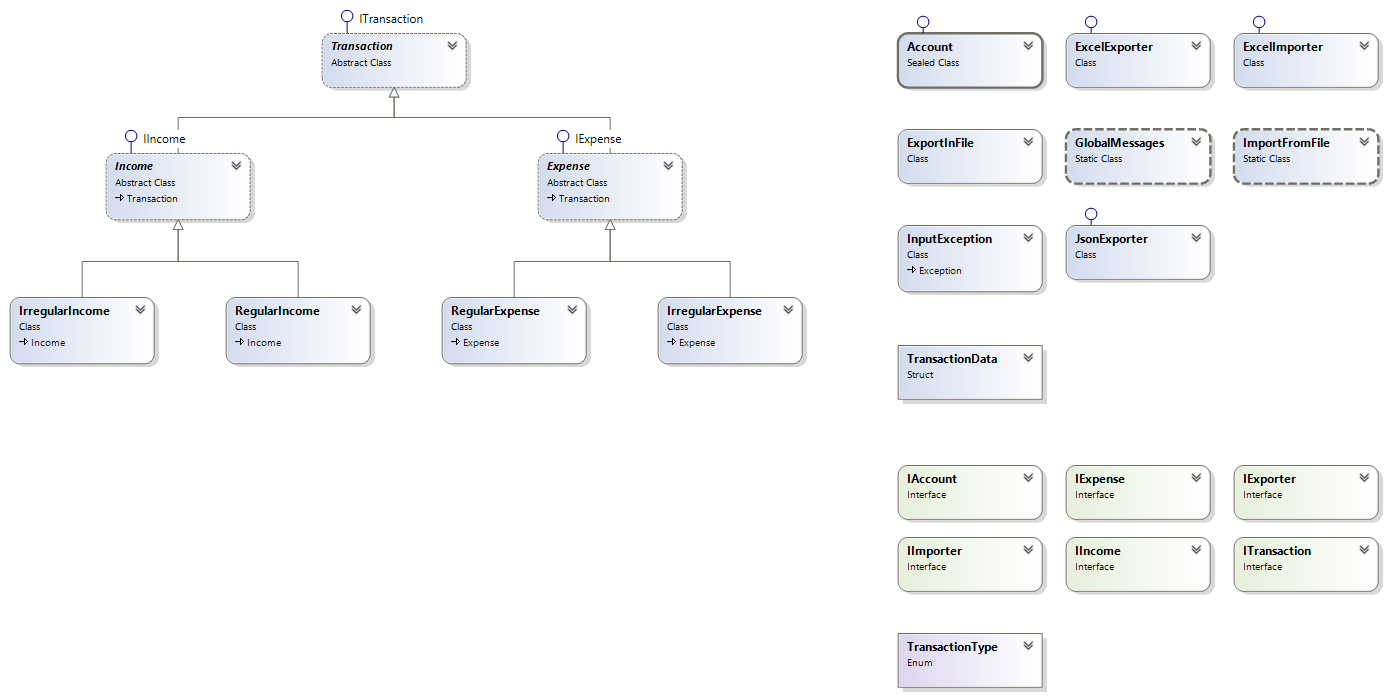 ITransaction
Transaction
Abstract Class
IIncome
Income
Abstract Class
Transaction
IExpense
Expense
Abstract Class
Transaction
IrregularIncome
Class
Income
RegularIncome
Class
Income
RegularExpense
Class
Expense
IrregularExpense
Class
Expense
Account
Sealed Class
ExcelExporter
Class
ExcelImporter
Class
ExportInFile
Class
GlobalMessages
Static Class
ImportFromFile
Static Class
InputException
Class
Exception
JsonExporter
Class
TransactionData
Struct
IAccount
Interface
IExpense
Interface
IExporter
Interface
IImporter
Interface
IIncome
Interface
ITransaction
Interface
TransactionType
Enum